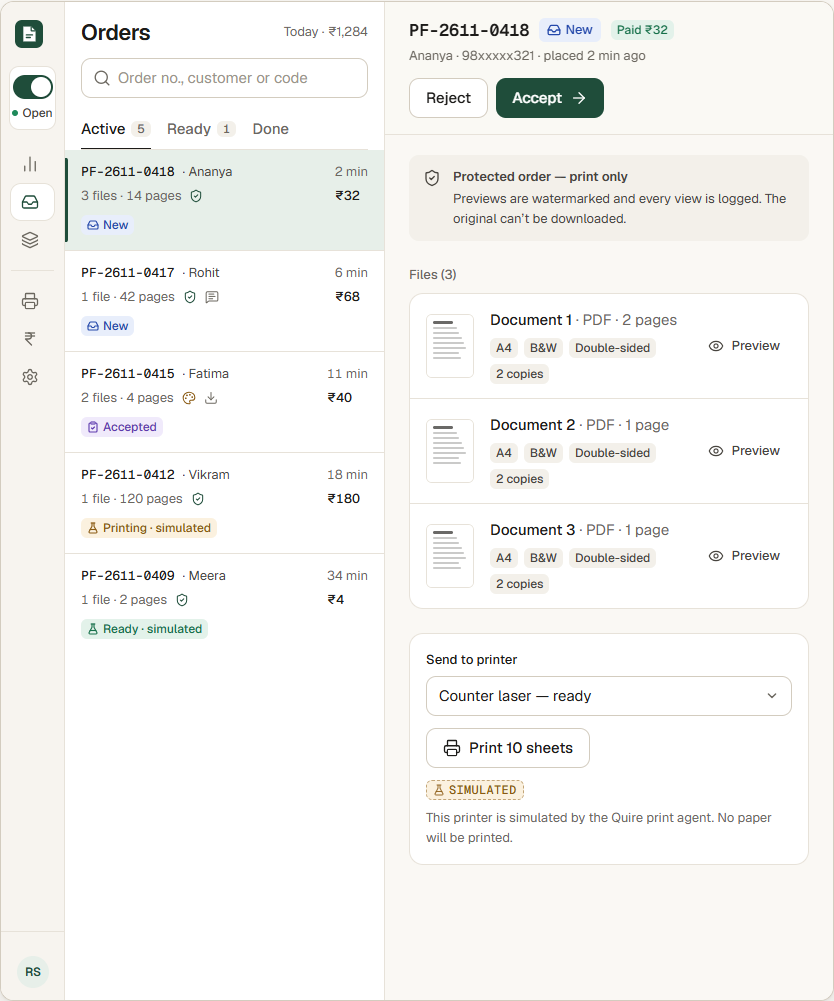 Open
RS
Orders
Today · ₹1,284
Order no., customer or code
Active 5 Ready 1 Done
PF-2611-0418 · Ananya 2 min
3 files · 14 pages ₹32
New
PF-2611-0417 · Rohit 6 min
1 file · 42 pages ₹68
New
PF-2611-0415 · Fatima 11 min
2 files · 4 pages ₹40
Accepted
PF-2611-0412 · Vikram 18 min
1 file · 120 pages ₹180
Printing · simulated
PF-2611-0409 · Meera 34 min
1 file · 2 pages ₹4
Ready · simulated
PF-2611-0418 New Paid ₹32
Ananya · 98xxxxx321 · placed 2 min ago
Reject Accept →
Protected order — print only
Previews are watermarked and every view is logged. The
original can’t be downloaded.
Files (3)
Document 1 · PDF · 2 pages
A4 B&W Double-sided Preview
2 copies
Document 2 · PDF · 1 page
A4 B&W Double-sided Preview
2 copies
Document 3 · PDF · 1 page
A4 B&W Double-sided Preview
2 copies
Send to printer
Counter laser — ready
Print 10 sheets
SIMULATED
This printer is simulated by the Quire print agent. No paper
will be printed.